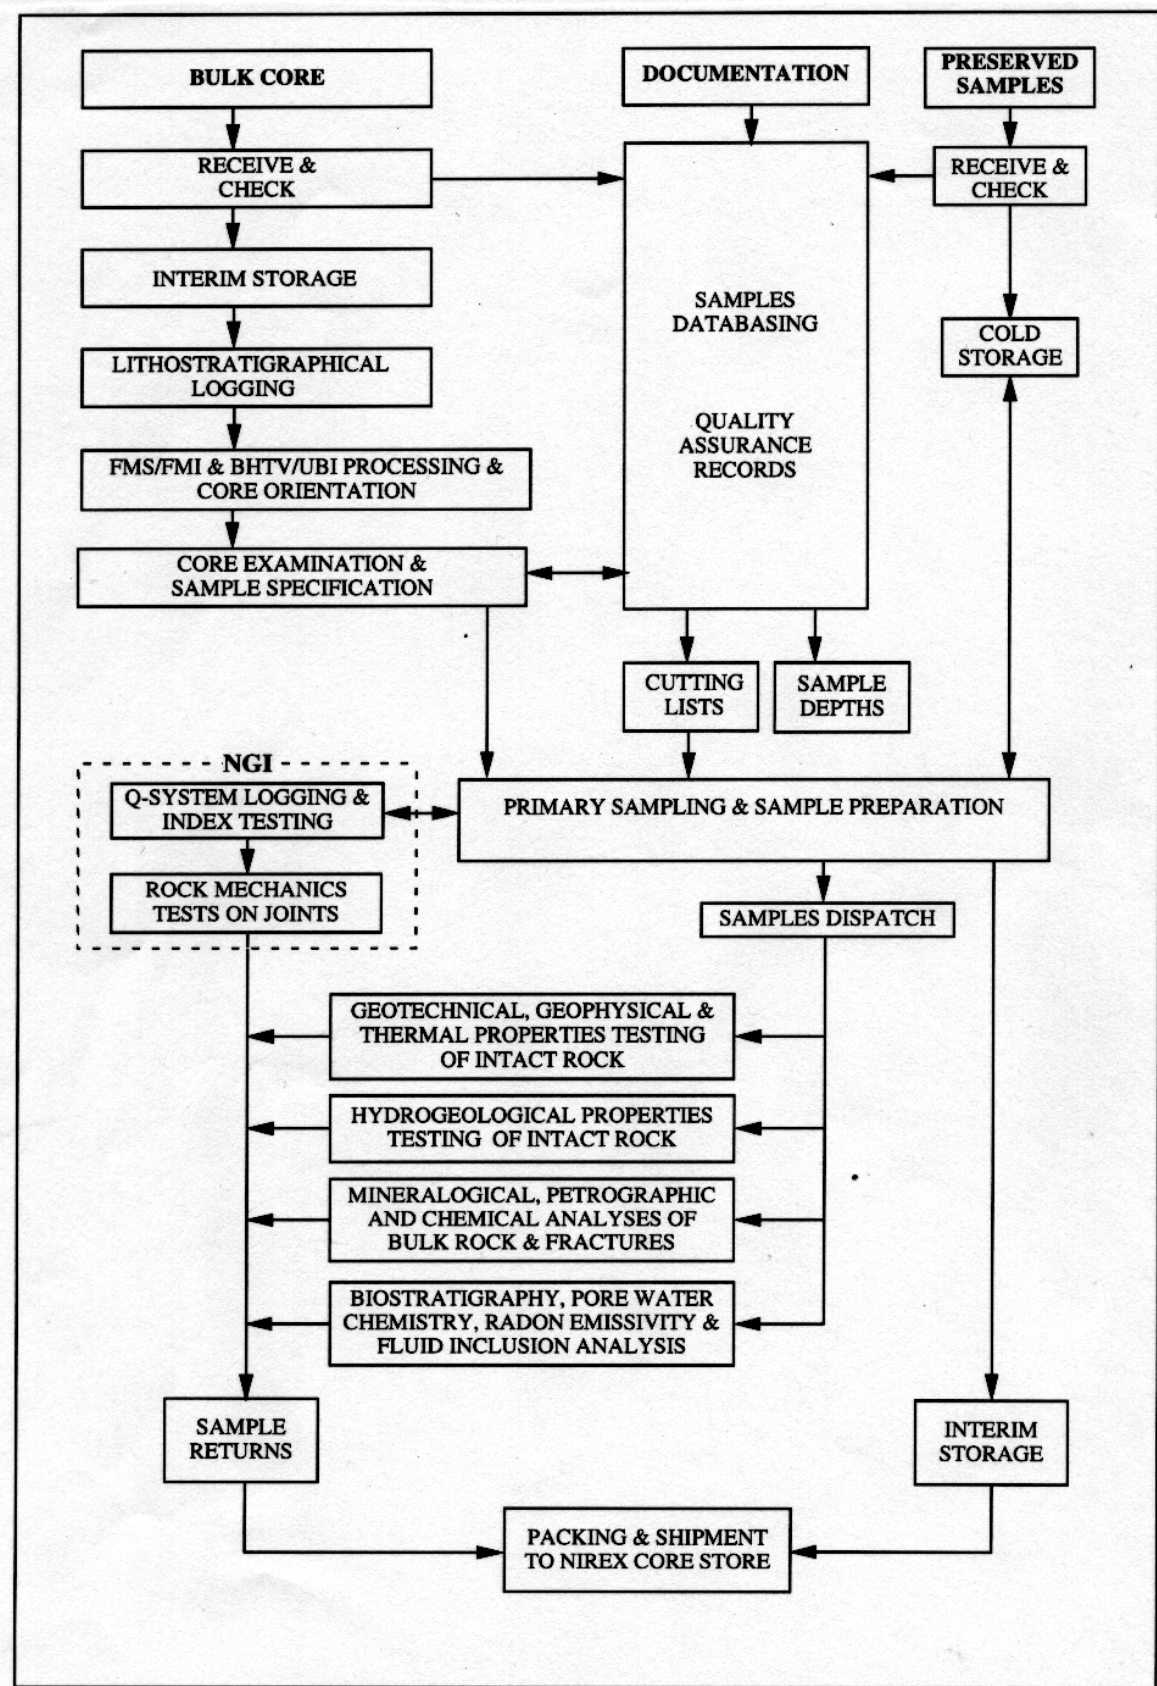 BULK CORE
DOCUMENTATION
PRESERVED
SAMPLES
RECEIVE &
CHECK
RECEIVE &
CHECK
INTERIM STORAGE
SAMPLES
DATABASING
COLD
STORAGE
LITHOSTRATIGRAPHICAL
LOGGING
QUALITY
ASSURANCE
RECORDS
FMS/FMI & BHTV/UBI PROCESSING &
CORE ORIENTATION
CORE EXAMINATION &
SAMPLE SPECIFICATION
CUTTING
LISTS
SAMPLE
DEPTHS
NGI
Q-SYSTEM LOGGING &
INDEX TESTING
PRIMARY SAMPLING & SAMPLE PREPARATION
ROCK MECHANICS
TESTS ON JOINTS
SAMPLES DISPATCH
GEOTECHNICAL, GEOPHYSICAL &
THERMAL PROPERTIES TESTING
OF INTACT ROCK
HYDROGEOLOGICAL PROPERTIES
TESTING OF INTACT ROCK
MINERALOGICAL, PETROGRAPHIC
AND CHEMICAL ANALYSES OF
BULK ROCK & FRACTURES
BIOSTRATIGRAPHY, PORE WATER
CHEMISTRY, RADON EMISSIVITY &
FLUID INCLUSION ANALYSIS
SAMPLE
RETURNS
INTERIM
STORAGE
PACKING & SHIPMENT
TO NIREX CORE STORE